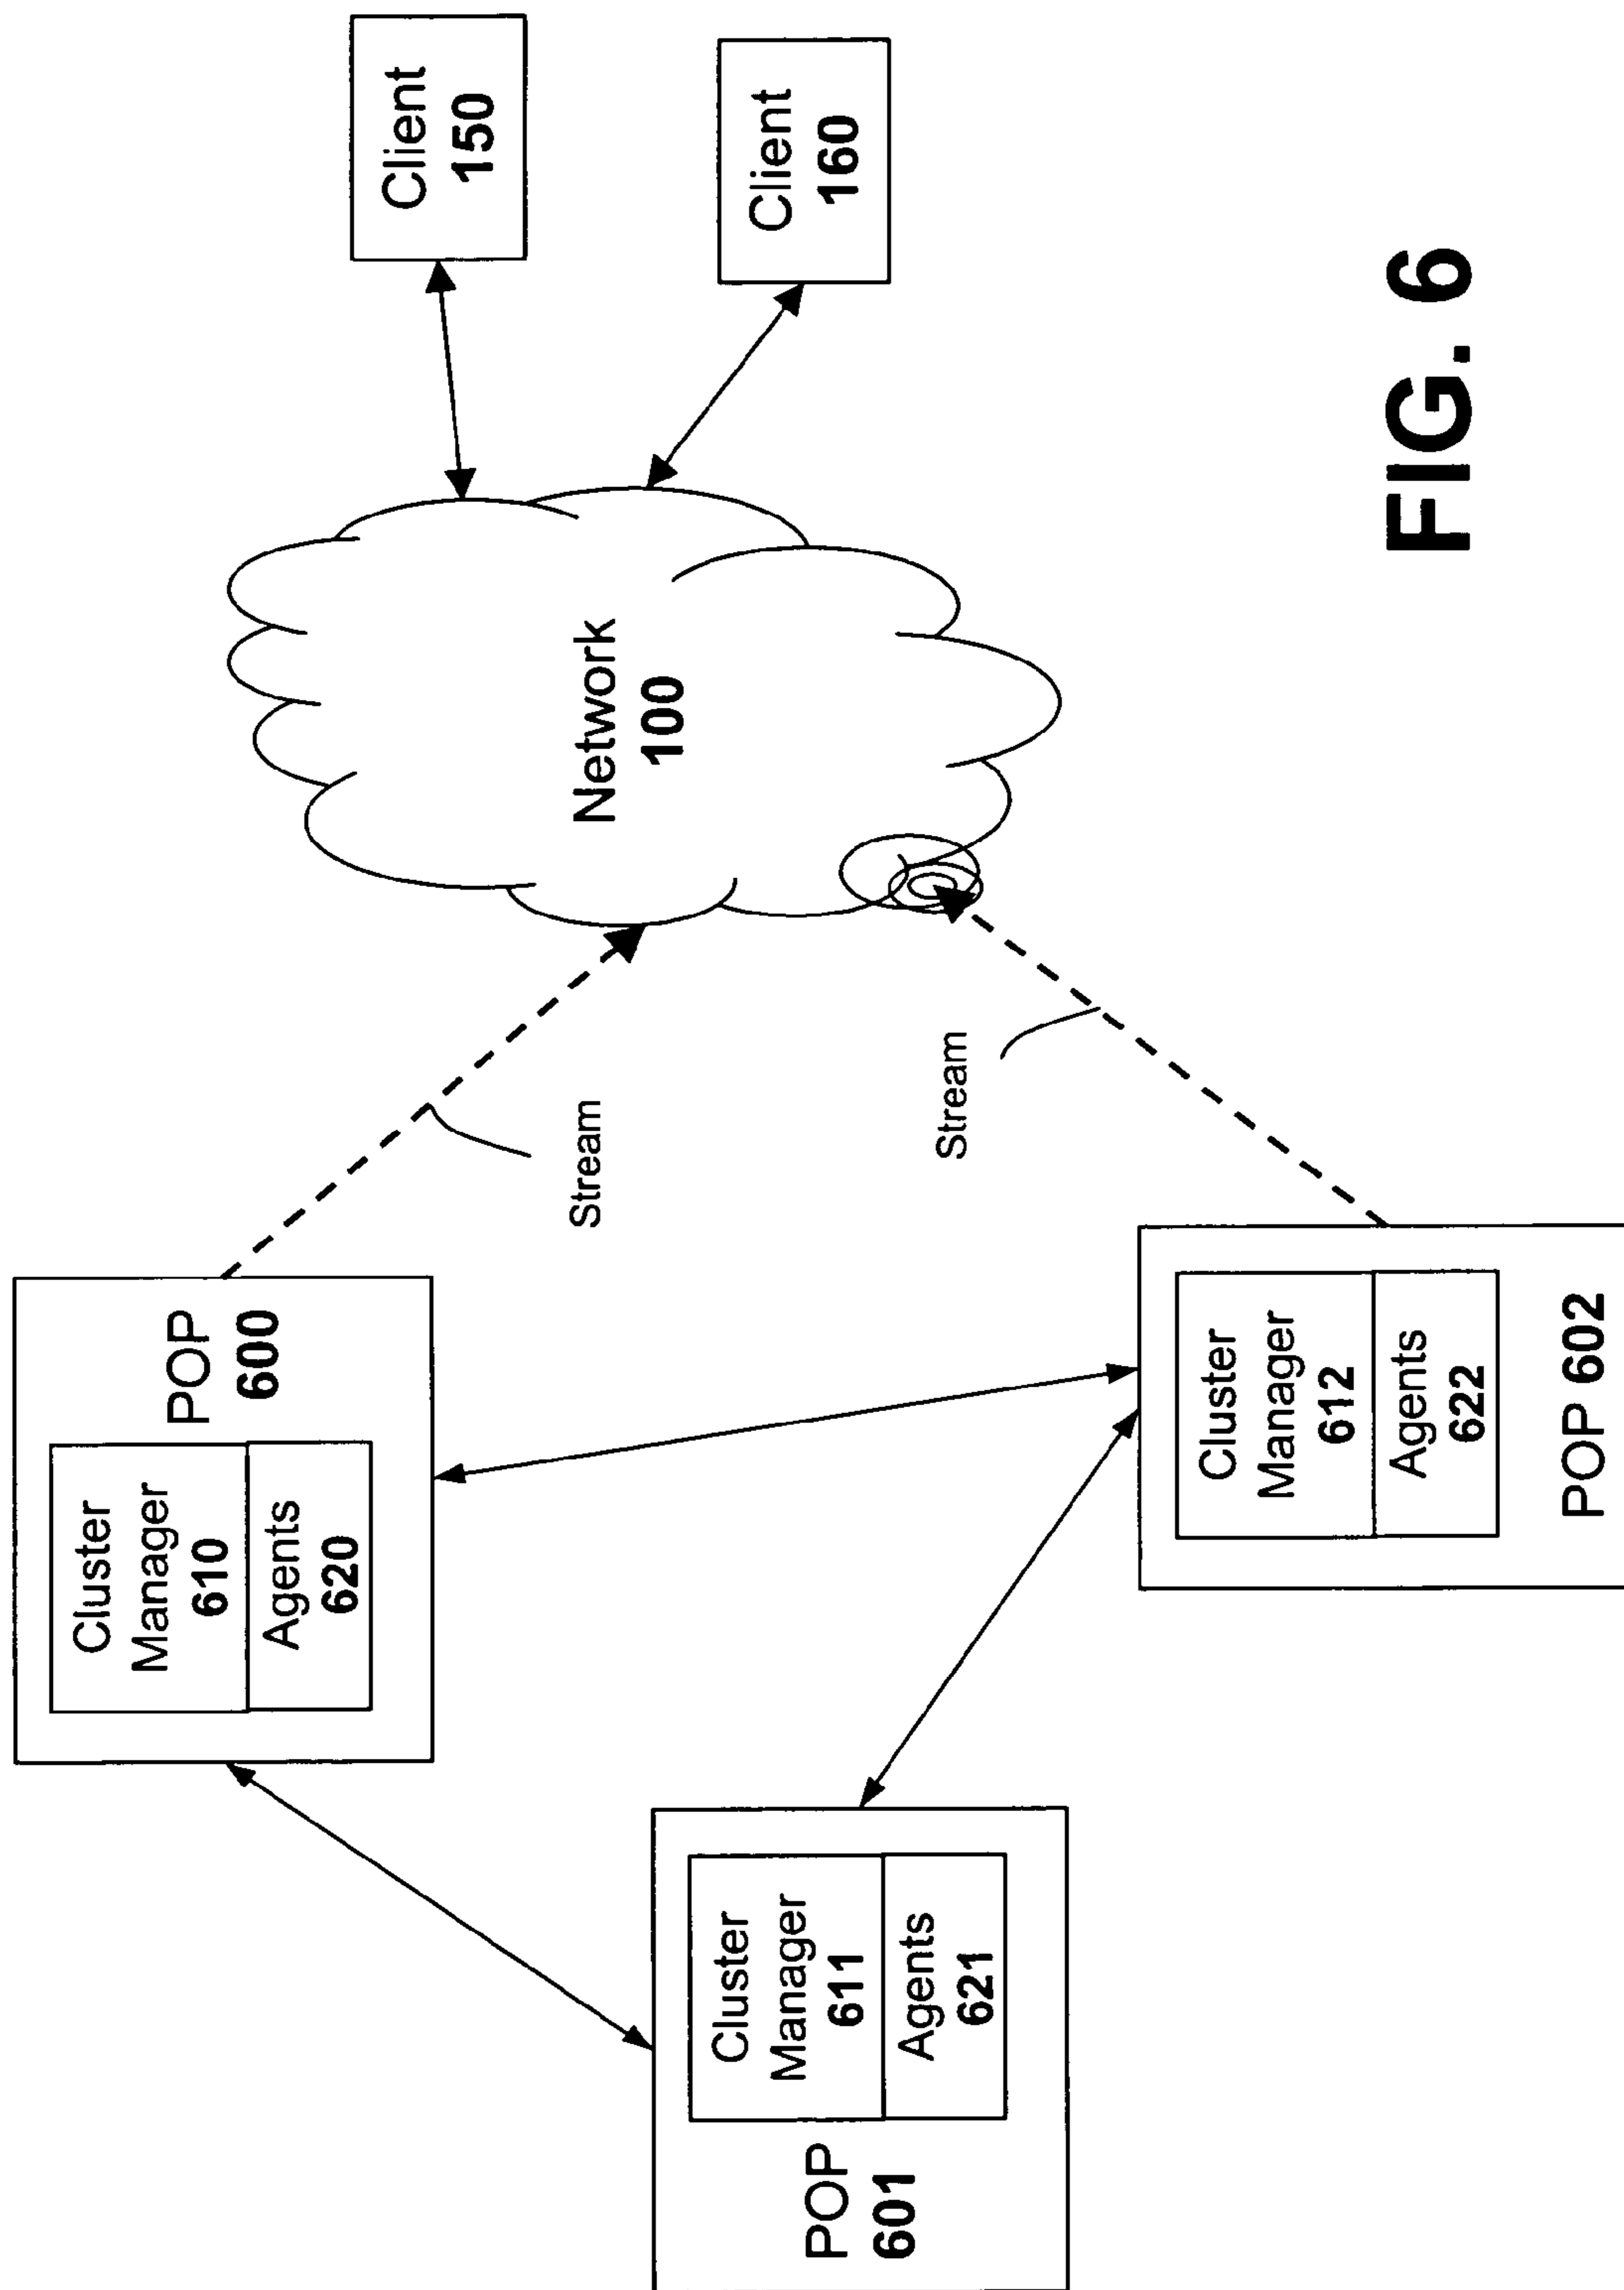 Cluster
Manager
610
Agents
620
POP
600
Client
150
Client
160
Network
100
Stream
Stream
POP
601
Cluster
Manager
611
Agents
621
Cluster
Manager
612
Agents
622
POP 602
FIG. 6